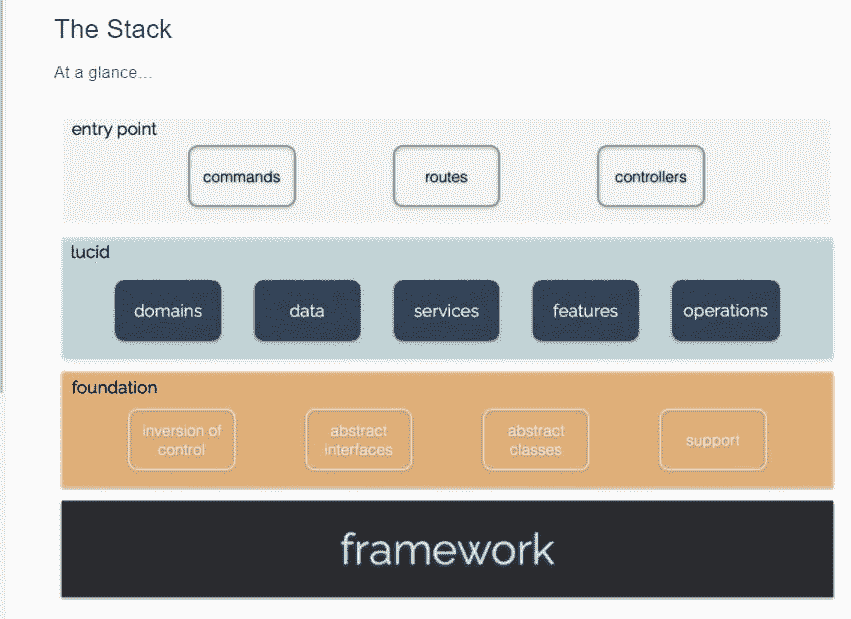 The Stack
At a glance...
entry point
commands
routes
controllers
lucid
domains
data
services
features
operations
foundation
inversion of
control
abstract
interfaces
abstract
classes
support
framework